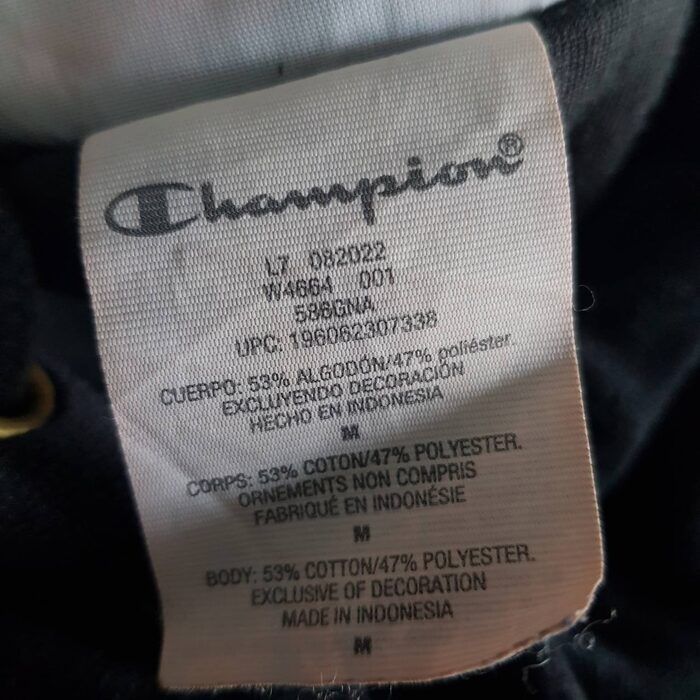 Champion®
L7 082022
W4664 001
586GNA
UPC: 196062307338
CUERPO: 53% ALGODÓN/47% poliéster.
EXCLUYENDO DECORACIÓN
HECHO EN INDONESIA
M
CORPS: 53% COTON/47% POLYESTER.
ORNEMENTS NON COMPRIS
FABRIQUÉ EN INDONÉSIE
M
BODY: 53% COTTON/47% POLYESTER.
EXCLUSIVE OF DECORATION
MADE IN INDONESIA
M